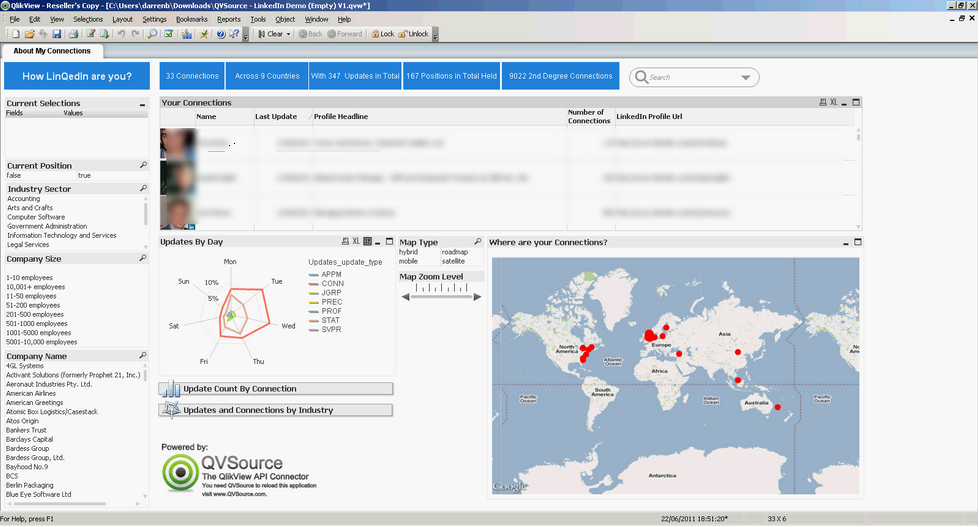 QlikView - Reseller's Copy - [C:\Users\darrenb\Downloads\QVSource - LinkedIn Demo (Empty) V1.qvw*]
File Edit View Selections Layout Settings Bookmarks Reports Tools Object Window Help
Clear Back Forward Lock Unlock
About My Connections
How LinQedIn are you?
33 Connections
Across 9 Countries
With 347 Updates in Total
167 Positions in Total Held
9022 2nd Degree Connections
Search
Current Selections
Fields Values
Current Position
false true
Industry Sector
Accounting
Arts and Crafts
Computer Software
Government Administration
Information Technology and Services
Legal Services
Company Size
1-10 employees
10,001+ employees
11-50 employees
51-200 employees
201-500 employees
501-1000 employees
1001-5000 employees
5001-10,000 employees
Company Name
4GL Systems
Activant Solutions (formerly Prophet 21, Inc.)
Aeronaut Industries Pty. Ltd.
American Airlines
American Greetings
Atomic Box Logistics/Casestack
Atos Origin
Bankers Trust
Barclays Capital
Bardess Group
Bardess Group, Ltd.
Bayhood No.9
BCS
Berlin Packaging
Blue Eye Software Ltd
Your Connections
XL
Name Last Update Profile Headline Number of Connections LinkedIn Profile Url
Updates By Day
XL
Mon
Tue
Wed
Thu
Fri
Sat
Sun
10%
5%
Updates_update_type
APPM
CONN
JGRP
PREC
PROF
STAT
SVPR
Map Type
hybrid roadmap
mobile satellite
Map Zoom Level
Where are your Connections?
North America
Atlantic Ocean
Europe
Asia
Africa
South America
Pacific Ocean
Indian Ocean
Australia
Pacific Ocean
North America
Antarctica
Google
Update Count By Connection
Updates and Connections by Industry
Powered by:
QVSource
The QlikView API Connector
You need QVSource to reload this application
visit www.QVSource.com.
For Help, press F1
22/06/2011 18:51:20*
33 X 6